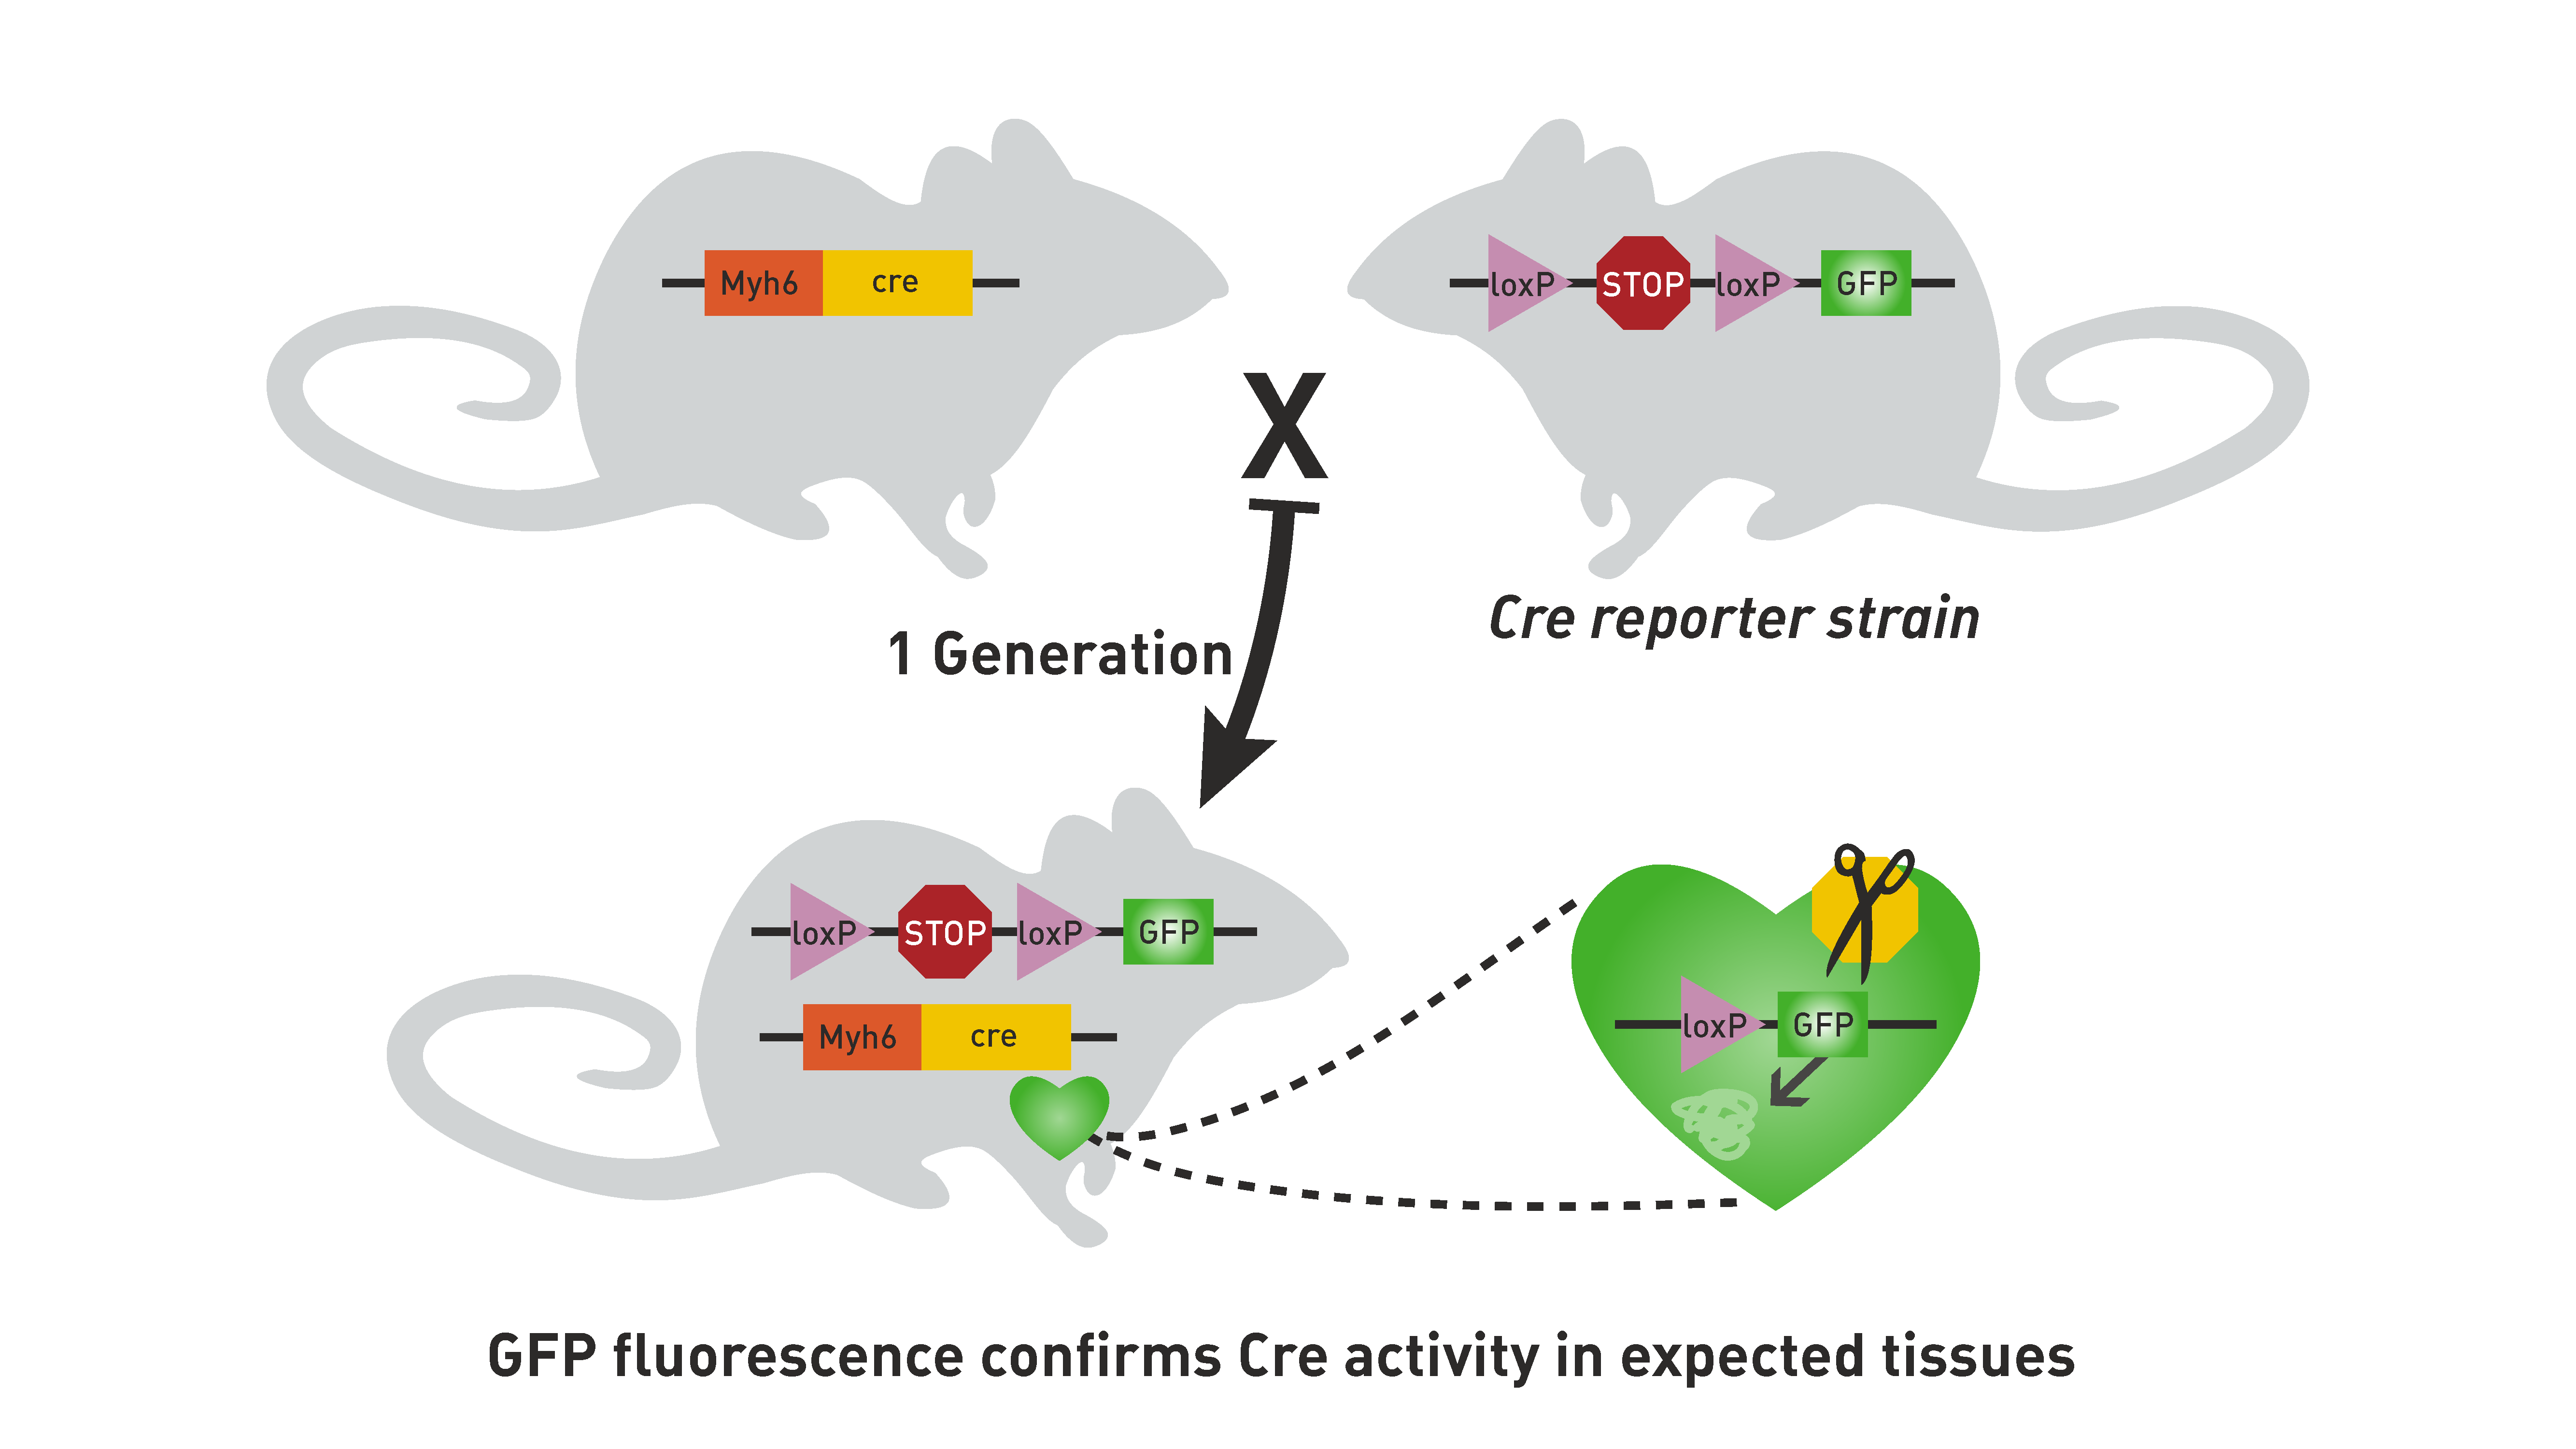 Myh6 cre
loxP STOP loxP GFP
X
Cre reporter strain
1 Generation
loxP STOP loxP GFP
Myh6 cre
loxP GFP
GFP fluorescence confirms Cre activity in expected tissues